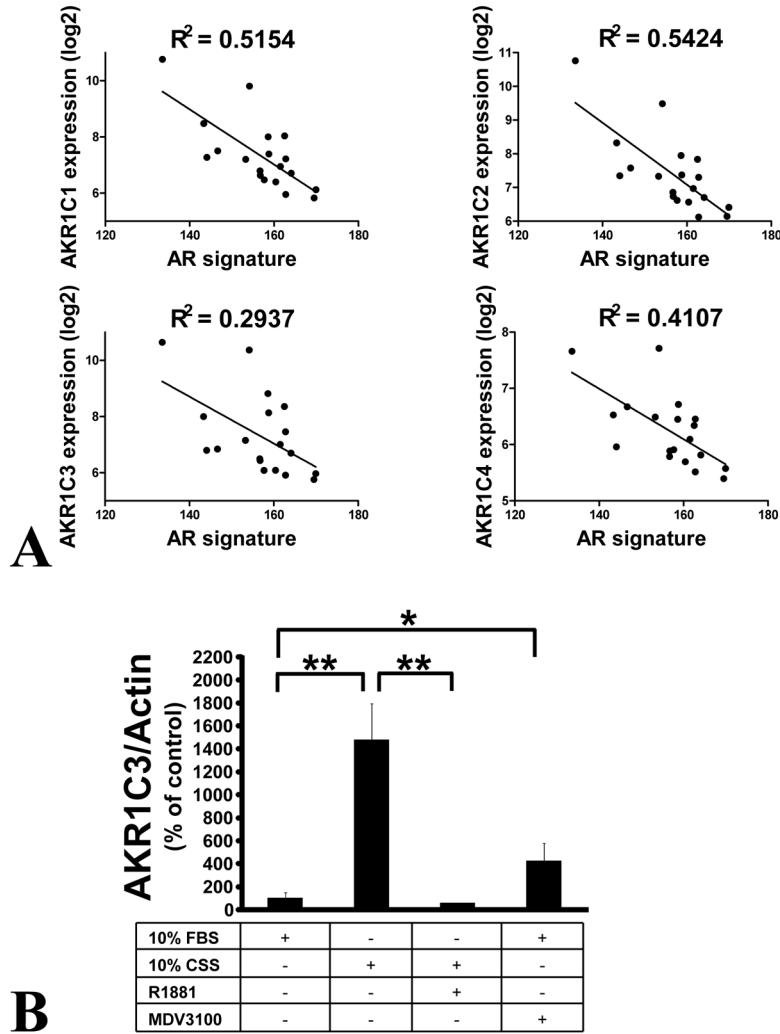 R² = 0.5154
AKR1C1 expression (log2)
10
8
6
120 140 160 180
AR signature
R² = 0.5424
AKR1C2 expression (log2)
11
10
9
8
7
6
120 140 160 180
AR signature
R² = 0.2937
AKR1C3 expression (log2)
10
8
6
120 140 160 180
AR signature
R² = 0.4107
AKR1C4 expression (log2)
8
7
6
5
120 140 160 180
AR signature
A
AKR1C3/Actin
(% of control)
2200
2000
1800
1600
1400
1200
1000
800
600
400
200
0
*
** **
10% FBS + - - +
10% CSS - + + -
R1881 - - + -
MDV3100 - - - +
B